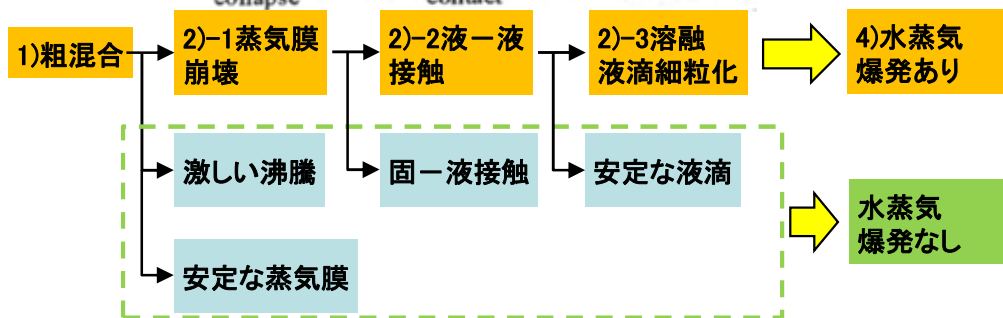 collapse
contact
1)粗混合
2)-1蒸気膜
崩壊
2)-2液－液
接触
2)-3溶融
液滴細粒化
4)水蒸気
爆発あり
激しい沸騰
固－液接触
安定な液滴
水蒸気
爆発なし
安定な蒸気膜